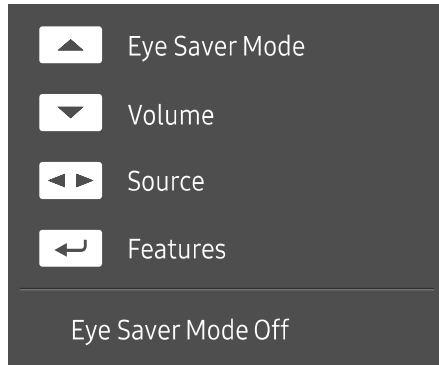 Eye Saver Mode
Volume
Source
Features
Eye Saver Mode Off